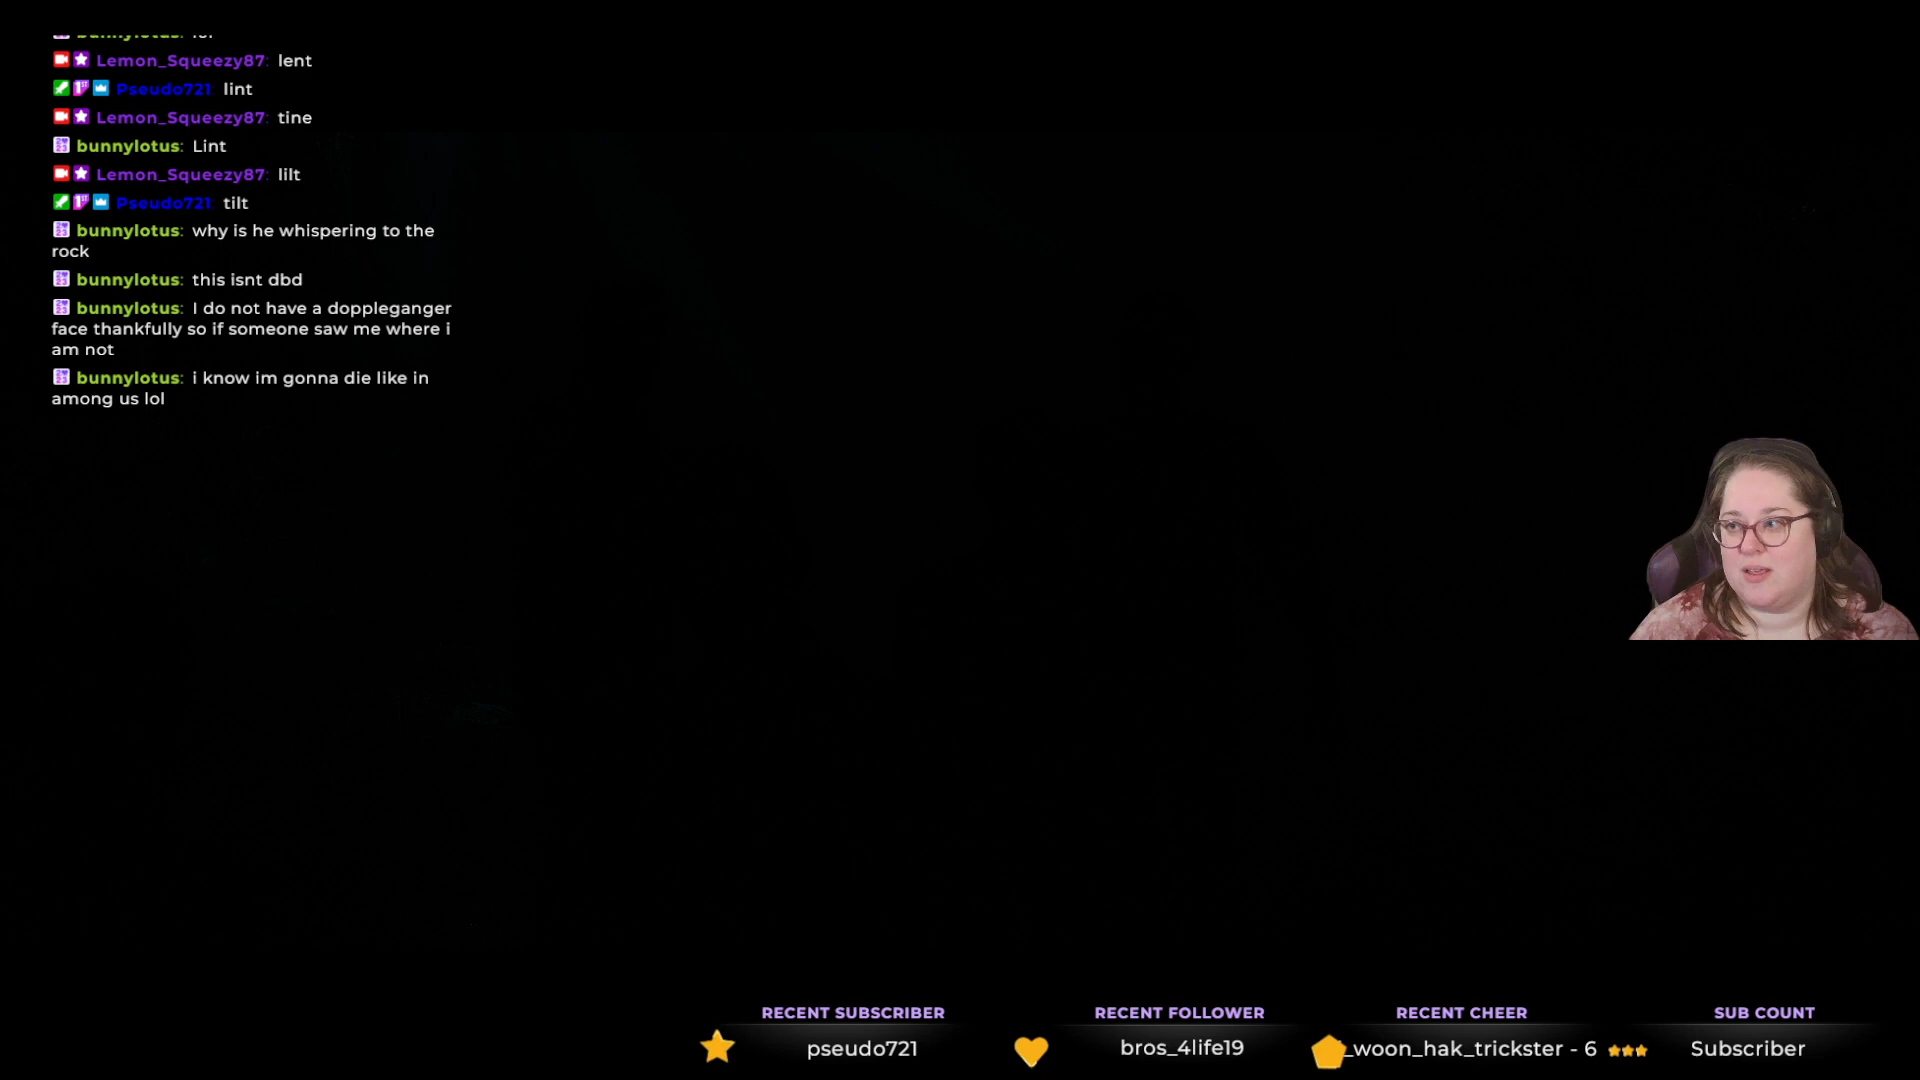 bunnylotus: lol
Lemon_Squeezy87: lent
Pseudo721: lint
Lemon_Squeezy87: tine
bunnylotus: Lint
Lemon_Squeezy87: lilt
Pseudo721: tilt
bunnylotus: why is he whispering to the
rock
bunnylotus: this isnt dbd
bunnylotus: I do not have a doppleganger
face thankfully so if someone saw me where i
am not
bunnylotus: i know im gonna die like in
among us lol
RECENT SUBSCRIBER
pseudo721
RECENT FOLLOWER
bros_4life19
RECENT CHEER
_woon_hak_trickster - 6
SUB COUNT
Subscriber